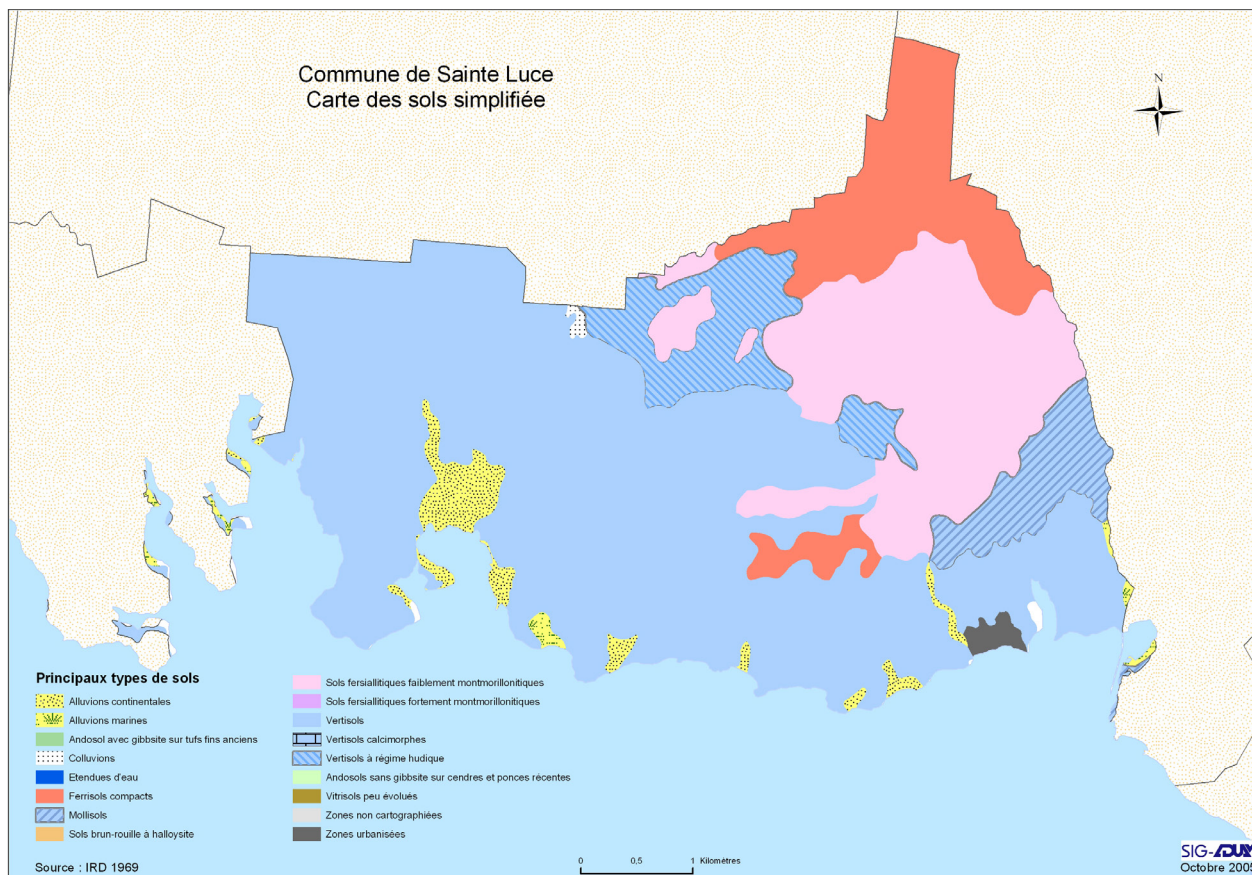 Commune de Sainte Luce
Carte des sols simplifiée
N
Principaux types de sols
Alluvions continentales
Alluvions marines
Andosol avec gibbsite sur tufs fins anciens
Colluvions
Etendues d'eau
Ferrisols compacts
Mollisols
Sols brun-rouille à halloysite
Sols fersiallitiques faiblement montmorillonitiques
Sols fersiallitiques fortement montmorillonitiques
Vertisols
Vertisols calcimorphes
Vertisols à régime hudique
Andosols sans gibbsite sur cendres et ponces récentes
Vitrisols peu évolués
Zones non cartographiées
Zones urbanisées
Source : IRD 1969
0 0,5 1 Kilomètres
SIG-ADUAM
Octobre 2005